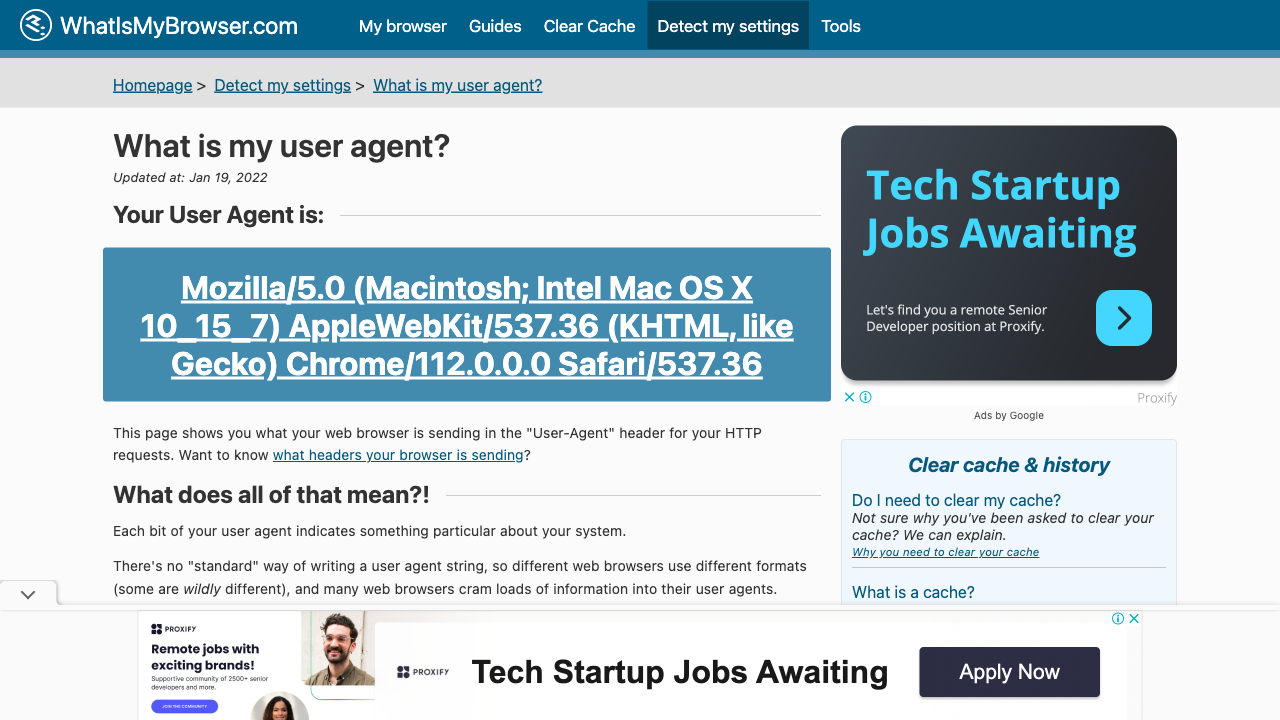 WhatIsMyBrowser.com
My browser Guides Clear Cache Detect my settings Tools
Homepage > Detect my settings > What is my user agent?
What is my user agent?
Updated at: Jan 19, 2022
Your User Agent is:
Mozilla/5.0 (Macintosh; Intel Mac OS X
10_15_7) AppleWebKit/537.36 (KHTML, like
Gecko) Chrome/112.0.0.0 Safari/537.36
This page shows you what your web browser is sending in the "User-Agent" header for your HTTP
requests. Want to know what headers your browser is sending?
What does all of that mean?!
Each bit of your user agent indicates something particular about your system.
There's no "standard" way of writing a user agent string, so different web browsers use different formats
(some are wildly different), and many web browsers cram loads of information into their user agents.
Tech Startup
Jobs Awaiting
Let's find you a remote Senior
Developer position at Proxify.
Proxify
Ads by Google
Clear cache & history
Do I need to clear my cache?
Not sure why you've been asked to clear your
cache? We can explain.
Why you need to clear your cache
What is a cache?
PROXIFY
Remote jobs with
exciting brands!
Supportive community of 2500+ senior
developers and more.
JOIN THE COMMUNITY
PROXIFY
Tech Startup Jobs Awaiting
Apply Now